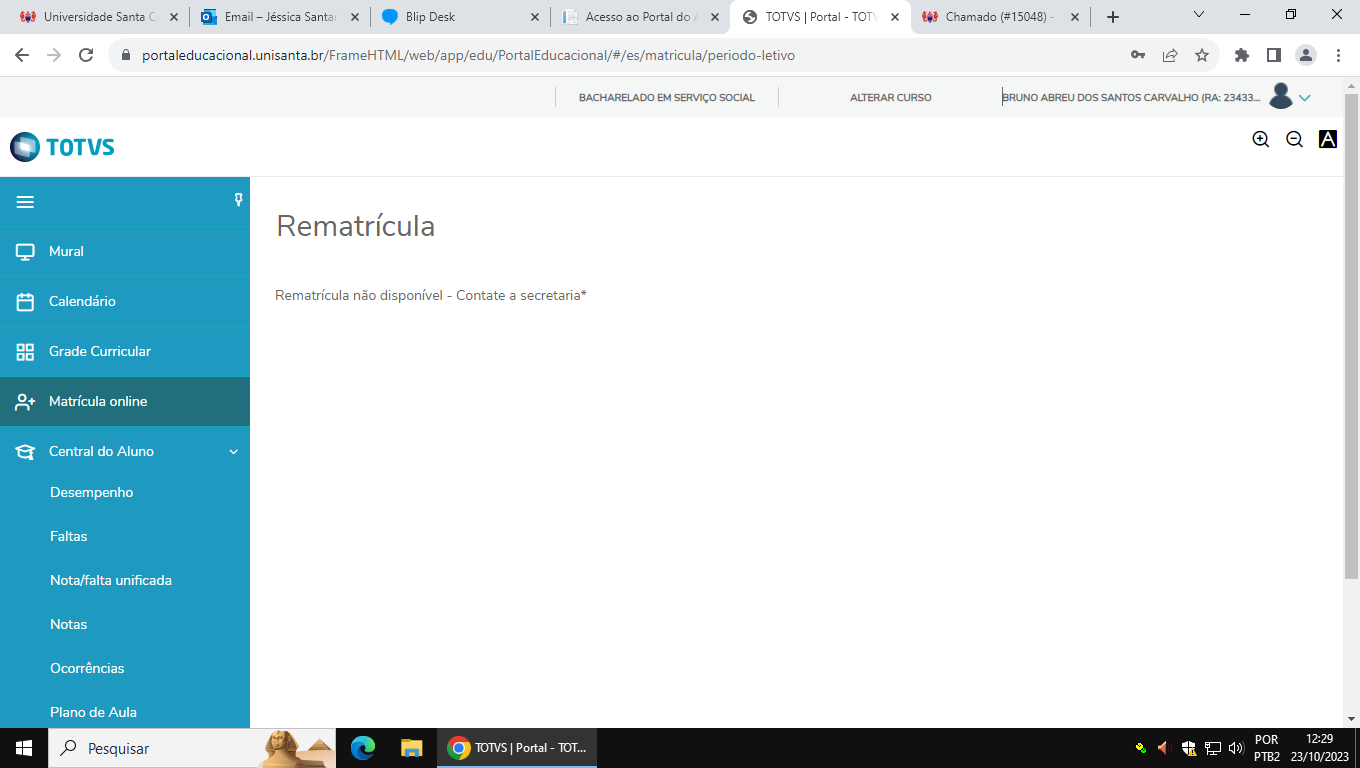 Universidade Santa C
Email – Jéssica Santar
Blip Desk
Acesso ao Portal do A
TOTVS | Portal - TOTV
Chamado (#15048) -
portaleducacional.unisanta.br/FrameHTML/web/app/edu/PortalEducacional/#/es/matricula/periodo-letivo
BACHARELADO EM SERVIÇO SOCIAL
ALTERAR CURSO
BRUNO ABREU DOS SANTOS CARVALHO (RA: 23433...
TOTVS
A
Mural
Calendário
Grade Curricular
Matrícula online
Central do Aluno
Desempenho
Faltas
Nota/falta unificada
Notas
Ocorrências
Plano de Aula
Rematrícula
Rematrícula não disponível - Contate a secretaria*
Pesquisar
TOTVS | Portal - TOT...
POR
PTB2
12:29
23/10/2023